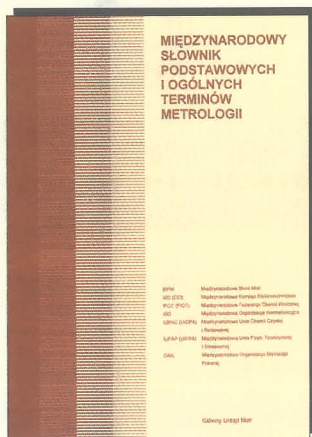 MIĘDZYNARODOWY
SŁOWNIK
PODSTAWOWYCH
I OGÓLNYCH
TERMINÓW
METROLOGII
BIPM Międzynarodowe Biuro Miar
IEC (CEI) Międzynarodowa Komisja Elektrotechniczna
IFCC (FICC) Międzynarodowa Federacja Chemii Klinicznej
ISO Międzynarodowa Organizacja Normalizacyjna
IUPAC (UICPA) Międzynarodowa Unia Chemii Czystej
i Stosowanej
IUPAP (UIPPA) Międzynarodowa Unia Fizyki
i Stosowanej
OIML Międzynarodowa Organizacja Metrologii
Prawnej
Główny Urząd Miar